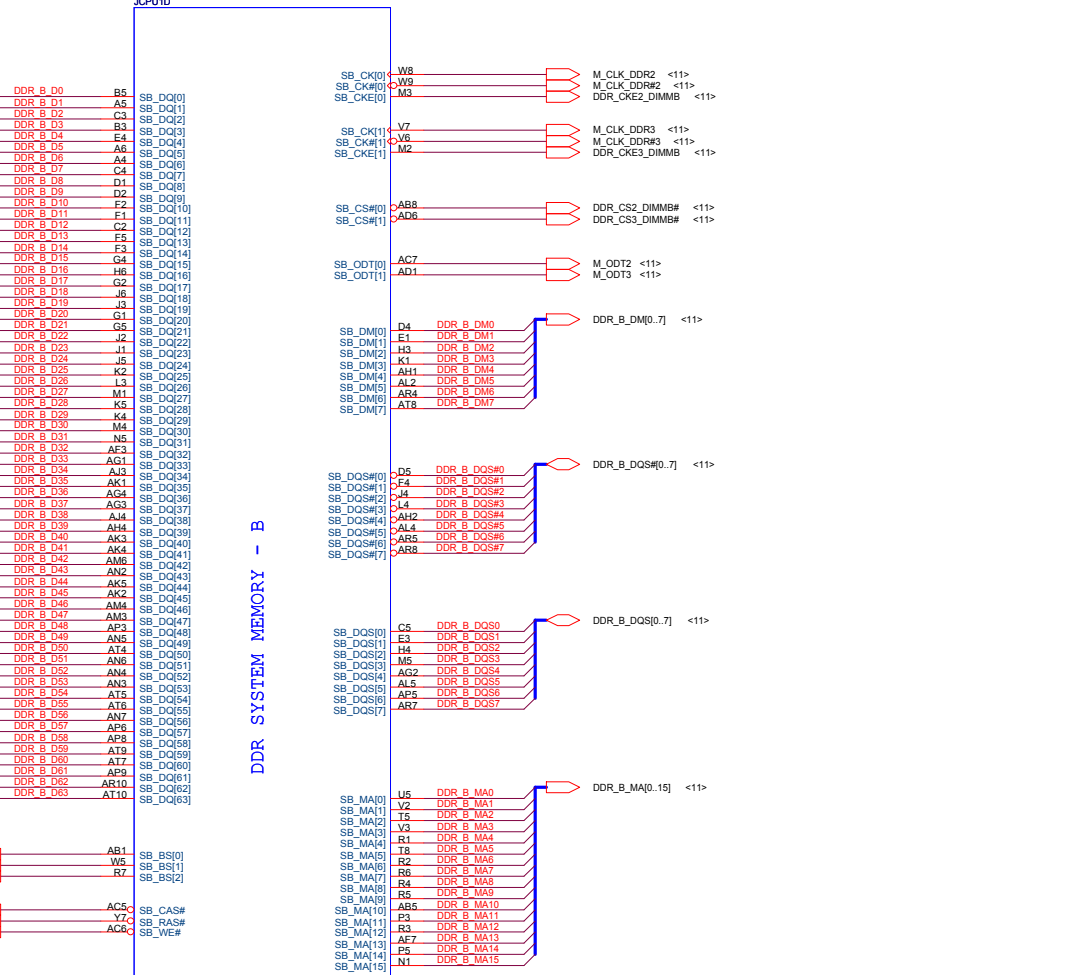 JCPU1D
DDR_B_D0 B5 SB_DQ[0]
DDR_B_D1 A5 SB_DQ[1]
DDR_B_D2 C3 SB_DQ[2]
DDR_B_D3 B3 SB_DQ[3]
DDR_B_D4 E4 SB_DQ[4]
DDR_B_D5 A6 SB_DQ[5]
DDR_B_D6 A4 SB_DQ[6]
DDR_B_D7 C4 SB_DQ[7]
DDR_B_D8 D1 SB_DQ[8]
DDR_B_D9 D2 SB_DQ[9]
DDR_B_D10 F2 SB_DQ[10]
DDR_B_D11 F1 SB_DQ[11]
DDR_B_D12 C2 SB_DQ[12]
DDR_B_D13 F5 SB_DQ[13]
DDR_B_D14 F3 SB_DQ[14]
DDR_B_D15 G4 SB_DQ[15]
DDR_B_D16 H6 SB_DQ[16]
DDR_B_D17 G2 SB_DQ[17]
DDR_B_D18 J6 SB_DQ[18]
DDR_B_D19 J3 SB_DQ[19]
DDR_B_D20 G1 SB_DQ[20]
DDR_B_D21 G5 SB_DQ[21]
DDR_B_D22 J2 SB_DQ[22]
DDR_B_D23 J1 SB_DQ[23]
DDR_B_D24 J5 SB_DQ[24]
DDR_B_D25 K2 SB_DQ[25]
DDR_B_D26 L3 SB_DQ[26]
DDR_B_D27 M1 SB_DQ[27]
DDR_B_D28 K5 SB_DQ[28]
DDR_B_D29 K4 SB_DQ[29]
DDR_B_D30 M4 SB_DQ[30]
DDR_B_D31 N5 SB_DQ[31]
DDR_B_D32 AF3 SB_DQ[32]
DDR_B_D33 AG1 SB_DQ[33]
DDR_B_D34 AJ3 SB_DQ[34]
DDR_B_D35 AK1 SB_DQ[35]
DDR_B_D36 AG4 SB_DQ[36]
DDR_B_D37 AG3 SB_DQ[37]
DDR_B_D38 AJ4 SB_DQ[38]
DDR_B_D39 AH4 SB_DQ[39]
DDR_B_D40 AK3 SB_DQ[40]
DDR_B_D41 AK4 SB_DQ[41]
DDR_B_D42 AM6 SB_DQ[42]
DDR_B_D43 AN2 SB_DQ[43]
DDR_B_D44 AK5 SB_DQ[44]
DDR_B_D45 AK2 SB_DQ[45]
DDR_B_D46 AM4 SB_DQ[46]
DDR_B_D47 AM3 SB_DQ[47]
DDR_B_D48 AP3 SB_DQ[48]
DDR_B_D49 AN5 SB_DQ[49]
DDR_B_D50 AT4 SB_DQ[50]
DDR_B_D51 AN6 SB_DQ[51]
DDR_B_D52 AN4 SB_DQ[52]
DDR_B_D53 AN3 SB_DQ[53]
DDR_B_D54 AT5 SB_DQ[54]
DDR_B_D55 AT6 SB_DQ[55]
DDR_B_D56 AN7 SB_DQ[56]
DDR_B_D57 AP6 SB_DQ[57]
DDR_B_D58 AP8 SB_DQ[58]
DDR_B_D59 AT9 SB_DQ[59]
DDR_B_D60 AT7 SB_DQ[60]
DDR_B_D61 AP9 SB_DQ[61]
DDR_B_D62 AR10 SB_DQ[62]
DDR_B_D63 AT10 SB_DQ[63]
AB1 SB_BS[0]
W5 SB_BS[1]
R7 SB_BS[2]
AC5 SB_CAS#
Y7 SB_RAS#
AC6 SB_WE#
DDR SYSTEM MEMORY - B
SB_CK[0] W8 M_CLK_DDR2 <11>
SB_CK#[0] W9 M_CLK_DDR#2 <11>
SB_CKE[0] M3 DDR_CKE2_DIMMB <11>
SB_CK[1] V7 M_CLK_DDR3 <11>
SB_CK#[1] V6 M_CLK_DDR#3 <11>
SB_CKE[1] M2 DDR_CKE3_DIMMB <11>
SB_CS#[0] AB8 DDR_CS2_DIMMB# <11>
SB_CS#[1] AD6 DDR_CS3_DIMMB# <11>
SB_ODT[0] AC7 M_ODT2 <11>
SB_ODT[1] AD1 M_ODT3 <11>
DDR_B_DM[0..7] <11>
SB_DM[0] D4 DDR_B_DM0
SB_DM[1] E1 DDR_B_DM1
SB_DM[2] H3 DDR_B_DM2
SB_DM[3] K1 DDR_B_DM3
SB_DM[4] AH1 DDR_B_DM4
SB_DM[5] AL2 DDR_B_DM5
SB_DM[6] AR4 DDR_B_DM6
SB_DM[7] AT8 DDR_B_DM7
DDR_B_DQS#[0..7] <11>
SB_DQS#[0] D5 DDR_B_DQS#0
SB_DQS#[1] F4 DDR_B_DQS#1
SB_DQS#[2] J4 DDR_B_DQS#2
SB_DQS#[3] L4 DDR_B_DQS#3
SB_DQS#[4] AH2 DDR_B_DQS#4
SB_DQS#[5] AL4 DDR_B_DQS#5
SB_DQS#[6] AR5 DDR_B_DQS#6
SB_DQS#[7] AR8 DDR_B_DQS#7
DDR_B_DQS[0..7] <11>
SB_DQS[0] C5 DDR_B_DQS0
SB_DQS[1] E3 DDR_B_DQS1
SB_DQS[2] H4 DDR_B_DQS2
SB_DQS[3] M5 DDR_B_DQS3
SB_DQS[4] AG2 DDR_B_DQS4
SB_DQS[5] AL5 DDR_B_DQS5
SB_DQS[6] AP5 DDR_B_DQS6
SB_DQS[7] AR7 DDR_B_DQS7
DDR_B_MA[0..15] <11>
SB_MA[0] U5 DDR_B_MA0
SB_MA[1] V2 DDR_B_MA1
SB_MA[2] T5 DDR_B_MA2
SB_MA[3] V3 DDR_B_MA3
SB_MA[4] R1 DDR_B_MA4
SB_MA[5] T8 DDR_B_MA5
SB_MA[6] R2 DDR_B_MA6
SB_MA[7] R6 DDR_B_MA7
SB_MA[8] R4 DDR_B_MA8
SB_MA[9] R5 DDR_B_MA9
SB_MA[10] AB5 DDR_B_MA10
SB_MA[11] P3 DDR_B_MA11
SB_MA[12] R3 DDR_B_MA12
SB_MA[13] AF7 DDR_B_MA13
SB_MA[14] P5 DDR_B_MA14
SB_MA[15] N1 DDR_B_MA15